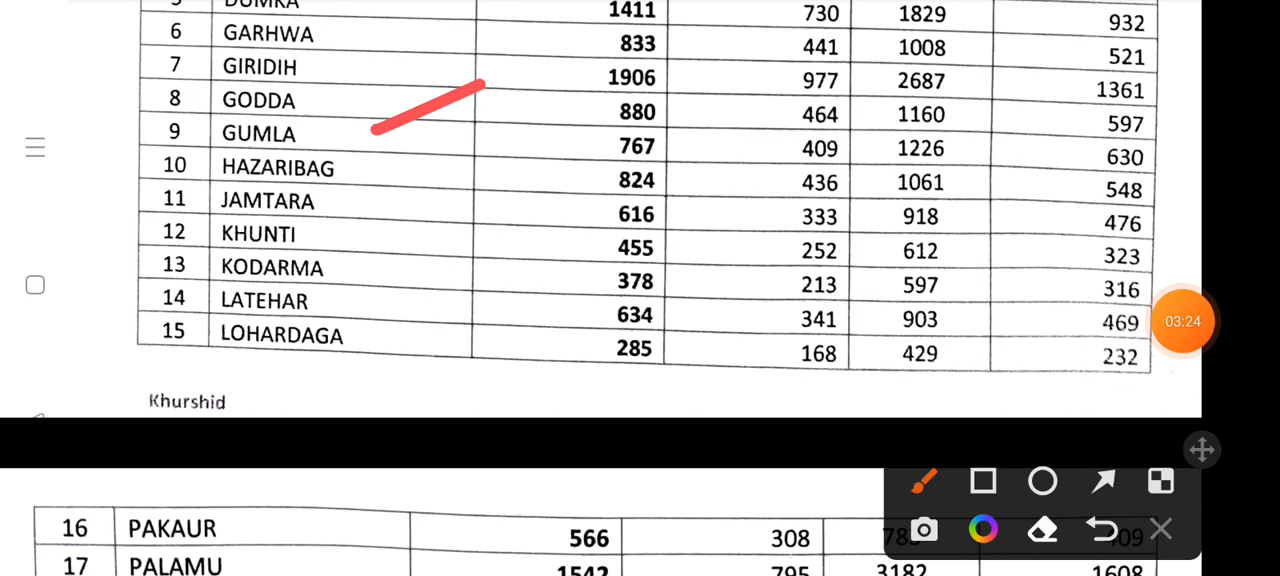 5 DUMKA 1411 730 1829 932
6 GARHWA 833 441 1008 521
7 GIRIDIH 1906 977 2687 1361
8 GODDA 880 464 1160 597
9 GUMLA 767 409 1226 630
10 HAZARIBAG 824 436 1061 548
11 JAMTARA 616 333 918 476
12 KHUNTI 455 252 612 323
13 KODARMA 378 213 597 316
14 LATEHAR 634 341 903 469
15 LOHARDAGA 285 168 429 232
03:24
Khurshid
16 PAKAUR 566 308
17 PALAMU 1542 795 3182 1608